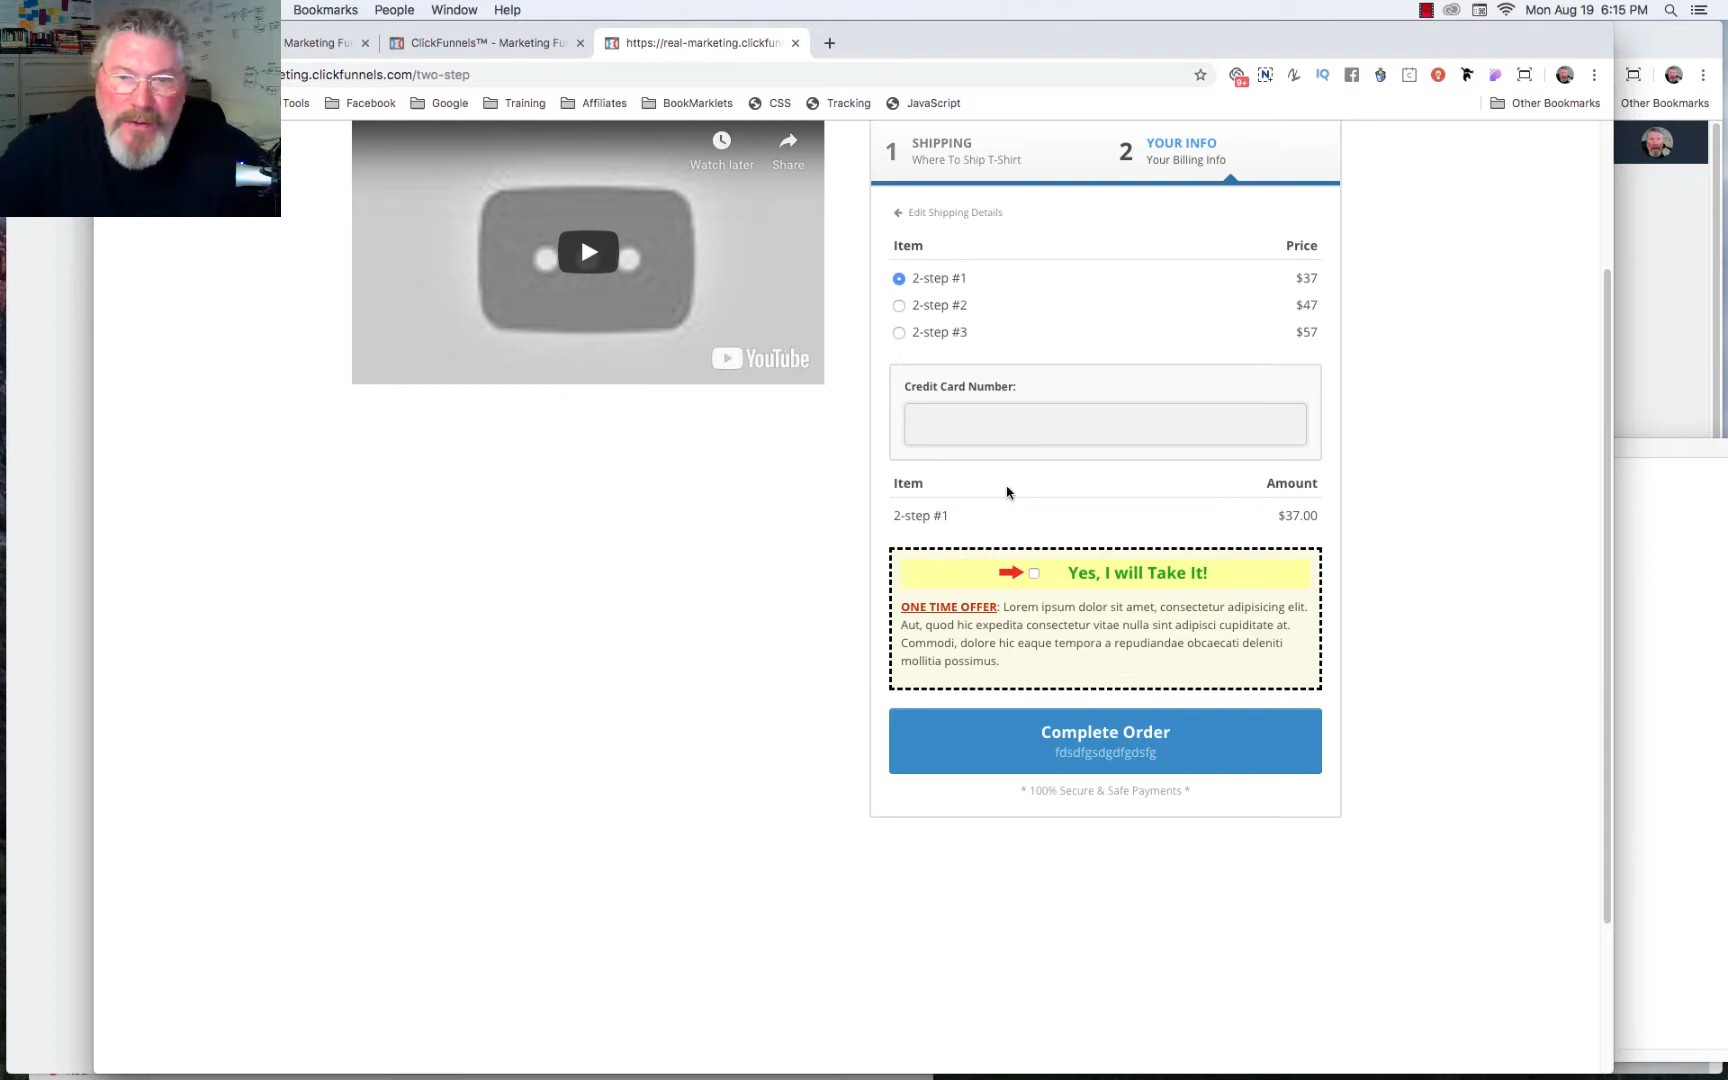 Bookmarks People Window Help Mon Aug 19 6:15 PM
Marketing Fu ClickFunnels™ - Marketing Fu https://real-marketing.clickfun
eting.clickfunnels.com/two-step 9+ IQ
Tools Facebook Google Training Affiliates BookMarklets CSS Tracking JavaScript Other Bookmarks Other Bookmarks
Watch later Share
YouTube
1 SHIPPING 2 YOUR INFO
Where To Ship T-Shirt Your Billing Info
Edit Shipping Details
Item Price
2-step #1 $37
2-step #2 $47
2-step #3 $57
Credit Card Number:
Item Amount
2-step #1 $37.00
Yes, I will Take It!
ONE TIME OFFER: Lorem ipsum dolor sit amet, consectetur adipisicing elit.
Aut, quod hic expedita consectetur vitae nulla sint adipisci cupiditate at.
Commodi, dolore hic eaque tempora a repudiandae obcaecati deleniti
mollitia possimus.
Complete Order
fdsdfgsdgdfgdsfg
* 100% Secure & Safe Payments *